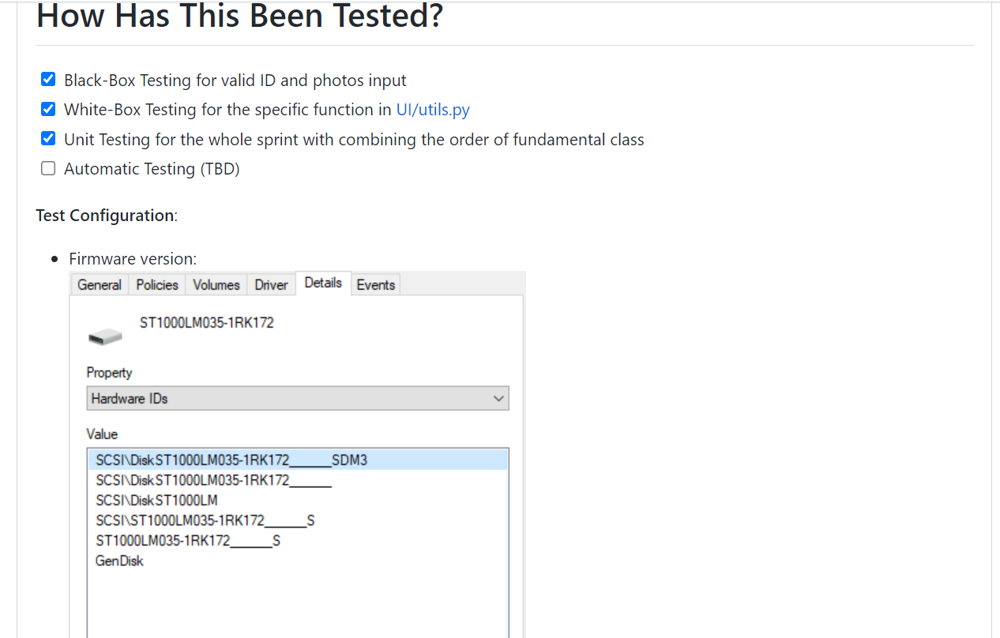 How Has This Been Tested?
Black-Box Testing for valid ID and photos input
White-Box Testing for the specific function in UI/utils.py
Unit Testing for the whole sprint with combining the order of fundamental class
Automatic Testing (TBD)
Test Configuration:
Firmware version:
General Policies Volumes Driver Details Events
ST1000LM035-1RK172
Property
Hardware IDs
Value
SCSI\DiskST1000LM035-1RK172______SDM3
SCSI\DiskST1000LM035-1RK172______
SCSI\DiskST1000LM
SCSI\ST1000LM035-1RK172______S
ST1000LM035-1RK172______S
GenDisk